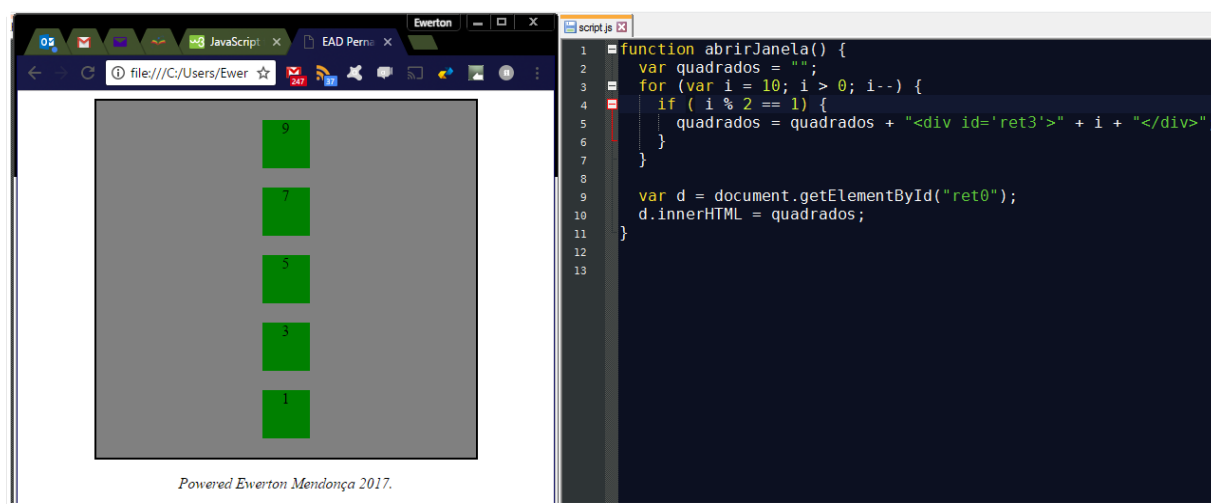 Ewerton
JavaScript
EAD Perna
file:///C:/Users/Ewer
247
37
9
7
5
3
1
Powered Ewerton Mendonça 2017.
script.js
1 function abrirJanela() {
2 var quadrados = "";
3 for (var i = 10; i > 0; i--) {
4 if ( i % 2 == 1) {
5 quadrados = quadrados + "<div id='ret3'>" + i + "</div>"
6 }
7 }
8
9 var d = document.getElementById("ret0");
10 d.innerHTML = quadrados;
11 }
12
13